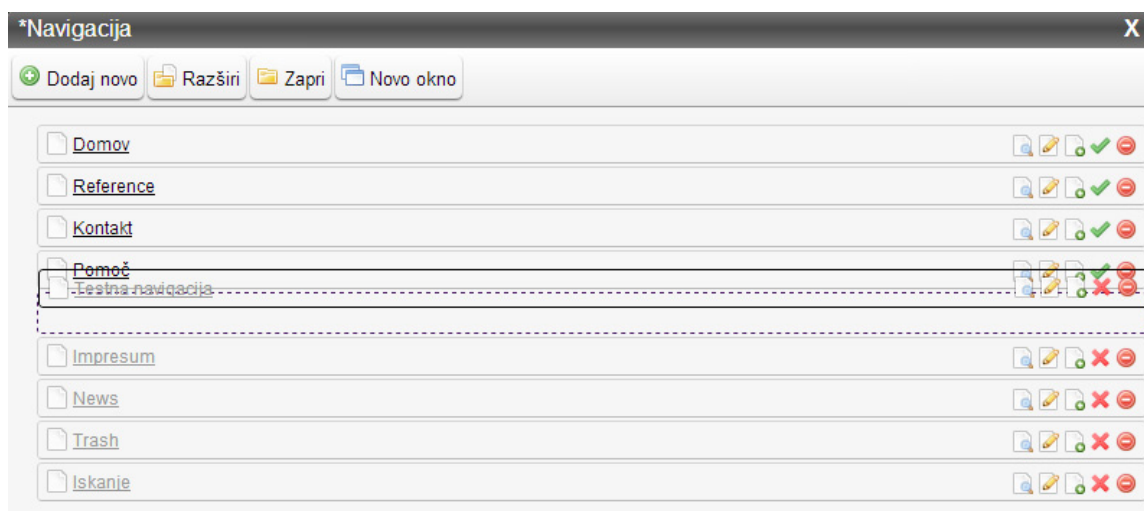 *Navigacija X
Dodaj novo Razširi Zapri Novo okno
Domov
Reference
Kontakt
Pomoč
Testna navigacija
Impresum
News
Trash
Iskanje